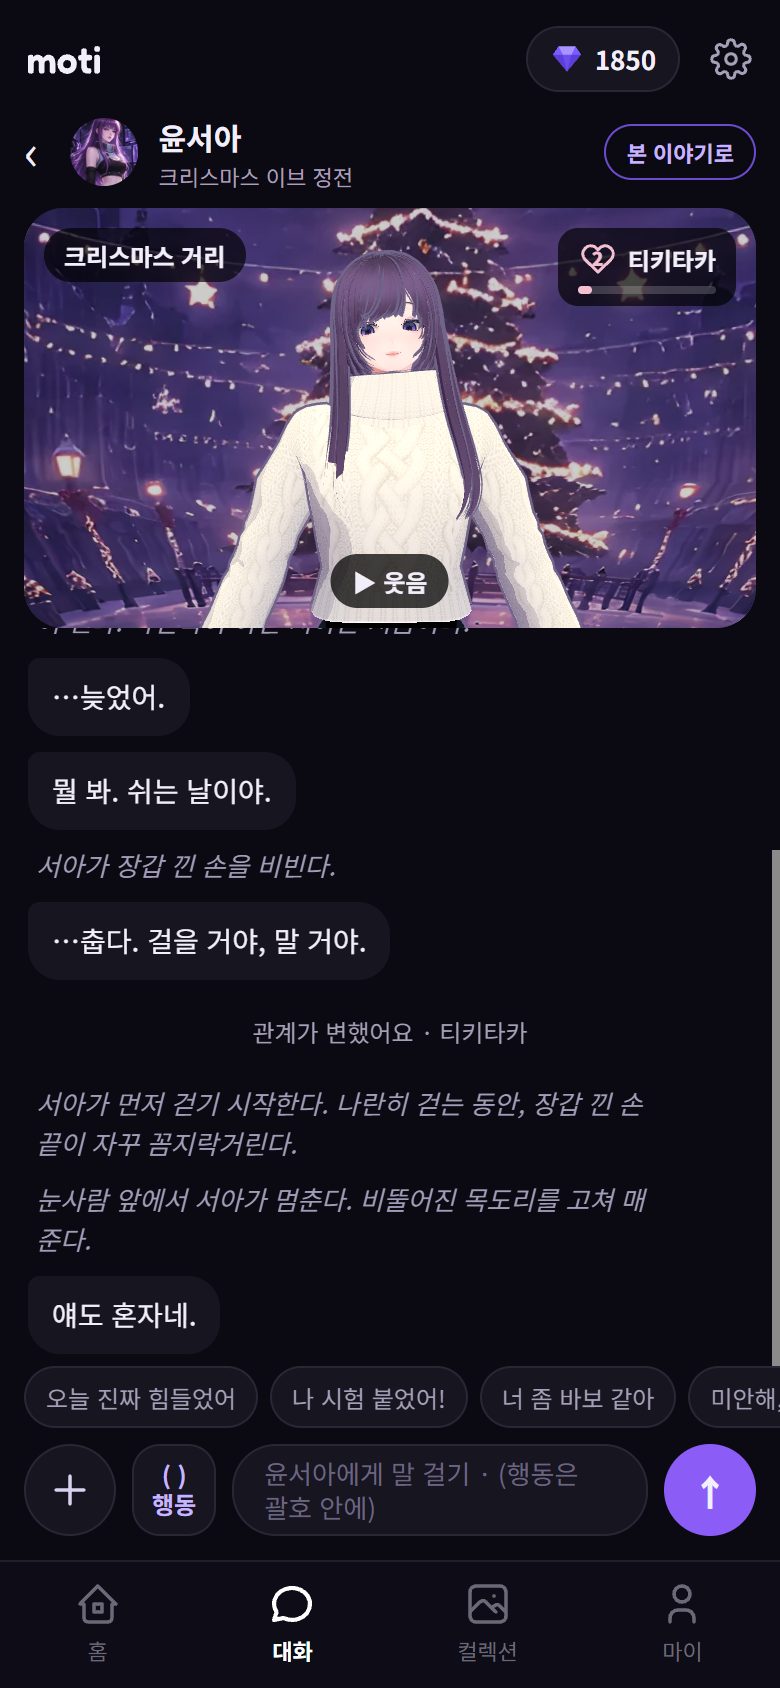 moti
1850
윤서아
크리스마스 이브 정전
본 이야기로
크리스마스 거리
2
티키타카
▶ 웃음
…늦었어.
뭘 봐. 쉬는 날이야.
서아가 장갑 낀 손을 비빈다.
…춥다. 걸을 거야, 말 거야.
관계가 변했어요 · 티키타카
서아가 먼저 걷기 시작한다. 나란히 걷는 동안, 장갑 낀 손
끝이 자꾸 꼼지락거린다.
눈사람 앞에서 서아가 멈춘다. 비뚤어진 목도리를 고쳐 매
준다.
얘도 혼자네.
오늘 진짜 힘들었어
나 시험 붙었어!
너 좀 바보 같아
미안해,
( )
행동
윤서아에게 말 걸기 · (행동은
괄호 안에)
홈
대화
컬렉션
마이